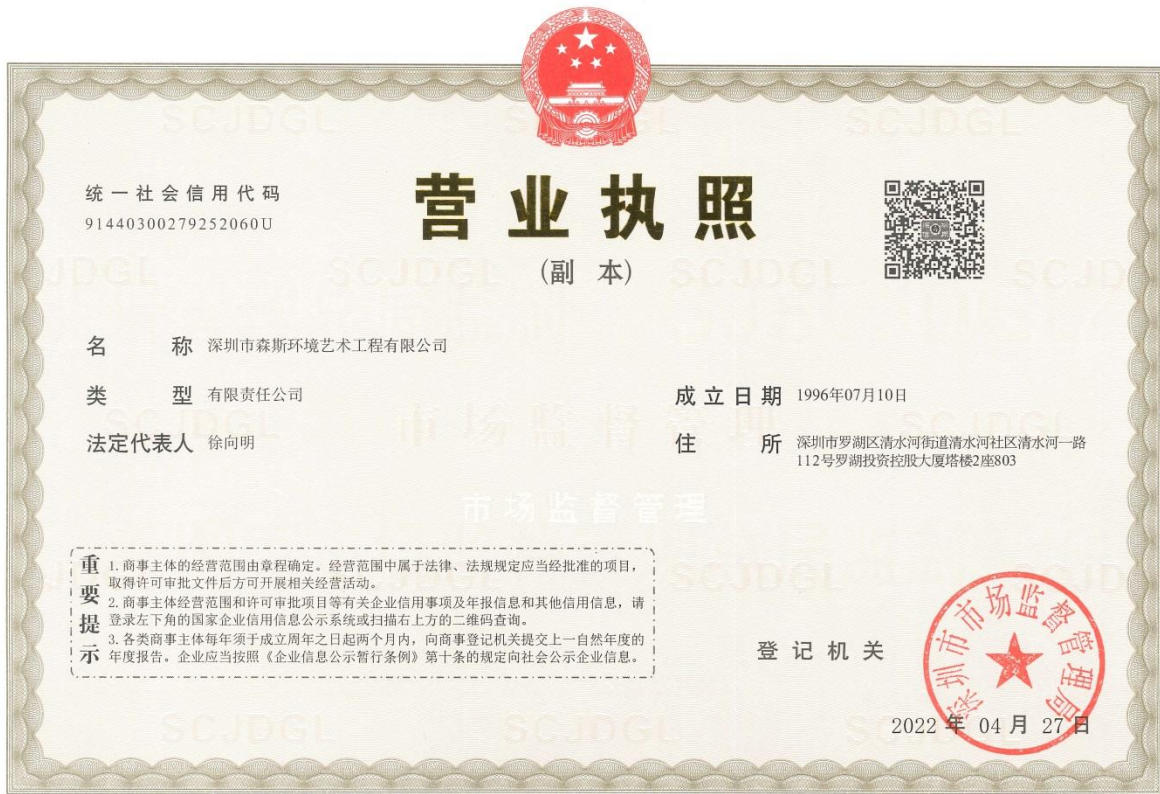 统一社会信用代码
91440300279252060U
营业执照
(副 本)
名 称 深圳市森斯环境艺术工程有限公司
类 型 有限责任公司
法定代表人 徐向明
成立日期 1996年07月10日
住 所 深圳市罗湖区清水河街道清水河社区清水河一路
112号罗湖投资控股大厦塔楼2座803
市场监督管理
市场监督管理
重要提示
1. 商事主体的经营范围由章程确定。经营范围中属于法律、法规规定应当经批准的项目，
取得许可审批文件后方可开展相关经营活动。
2. 商事主体经营范围和许可审批项目等有关企业信用事项及年报信息和其他信用信息，请
登录左下角的国家企业信用信息公示系统或扫描右上方的二维码查询。
3. 各类商事主体每年须于成立周年之日起两个月内，向商事登记机关提交上一自然年度的
年度报告。企业应当按照《企业信息公示暂行条例》第十条的规定向社会公示企业信息。
登记机关
深圳市市场监督管理局
2022 年 04 月 27 日
SCJDGL